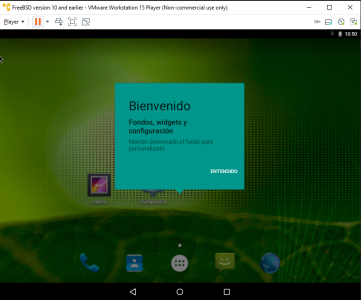 FreeBSD version 10 and earlier - VMware Workstation 15 Player (Non-commercial use only)
Player
10:50
Bienvenido
Fondos, widgets y
configuración
Mantén presionado el fondo para
personalizarlo
ENTENDIDO